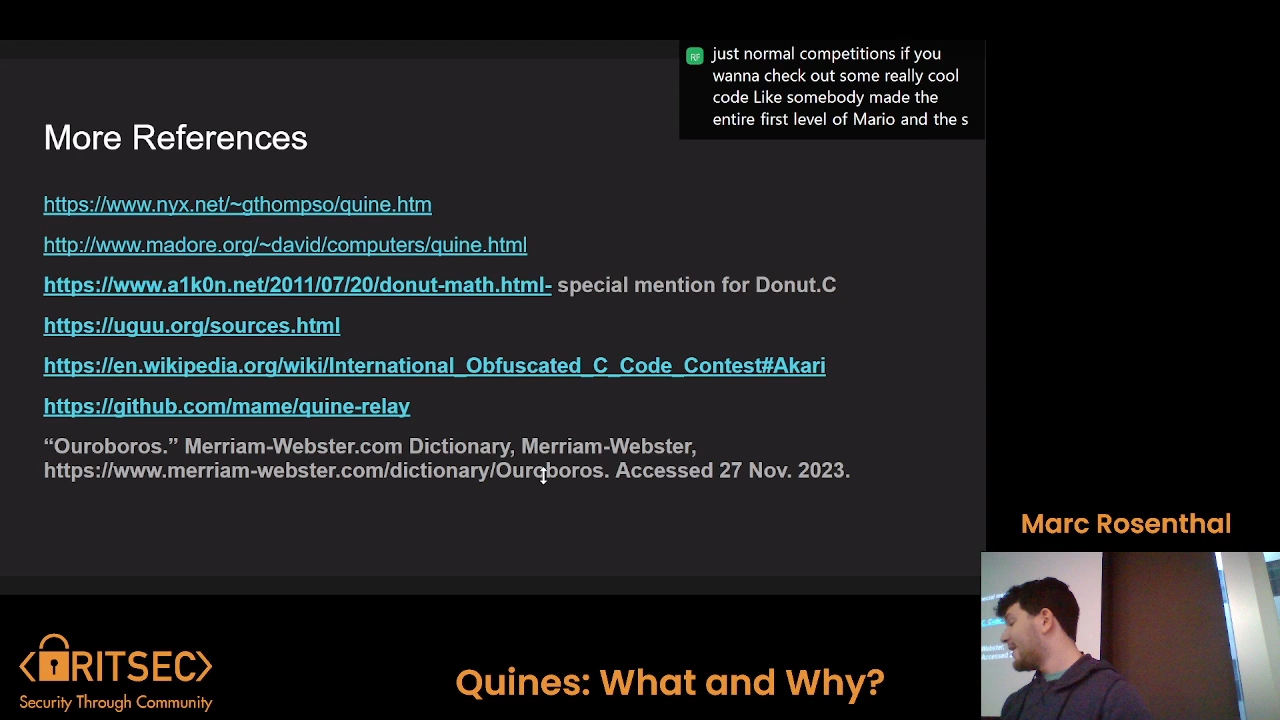 just normal competitions if you
wanna check out some really cool
code Like somebody made the
entire first level of Mario and the s
RF
More References
https://www.nyx.net/~gthompso/quine.htm
http://www.madore.org/~david/computers/quine.html
https://www.a1k0n.net/2011/07/20/donut-math.html- special mention for Donut.C
https://uguu.org/sources.html
https://en.wikipedia.org/wiki/International_Obfuscated_C_Code_Contest#Akari
https://github.com/mame/quine-relay
“Ouroboros.” Merriam-Webster.com Dictionary, Merriam-Webster,
https://www.merriam-webster.com/dictionary/Ouroboros. Accessed 27 Nov. 2023.
Marc Rosenthal
RITSEC
Security Through Community
Quines: What and Why?